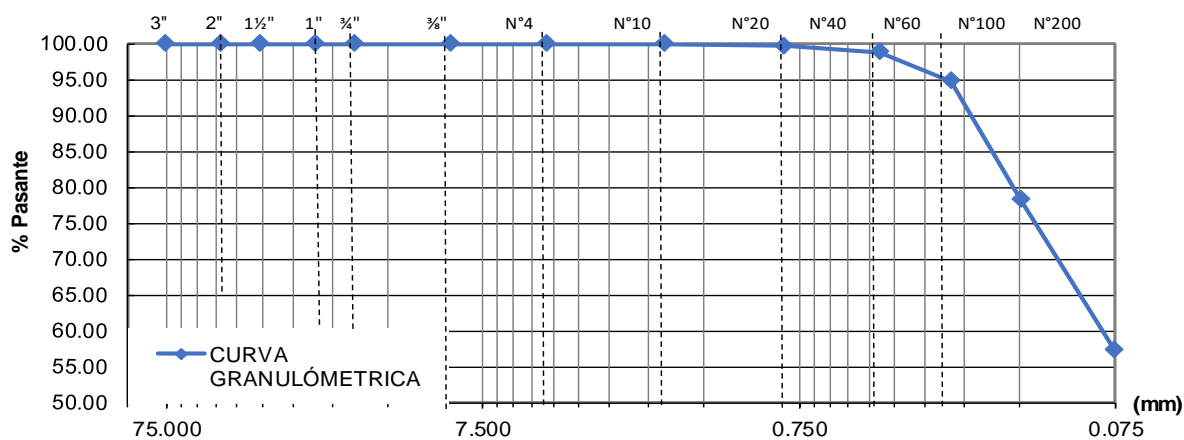 3" 2" 1½" 1" ¾" ⅜" N°4 N°10 N°20 N°40 N°60 N°100 N°200
100.00
95.00
90.00
85.00
80.00
75.00
70.00
65.00
60.00
55.00
50.00
% Pasante
CURVA
GRANULÓMETRICA
(mm)
75.000 7.500 0.750 0.075